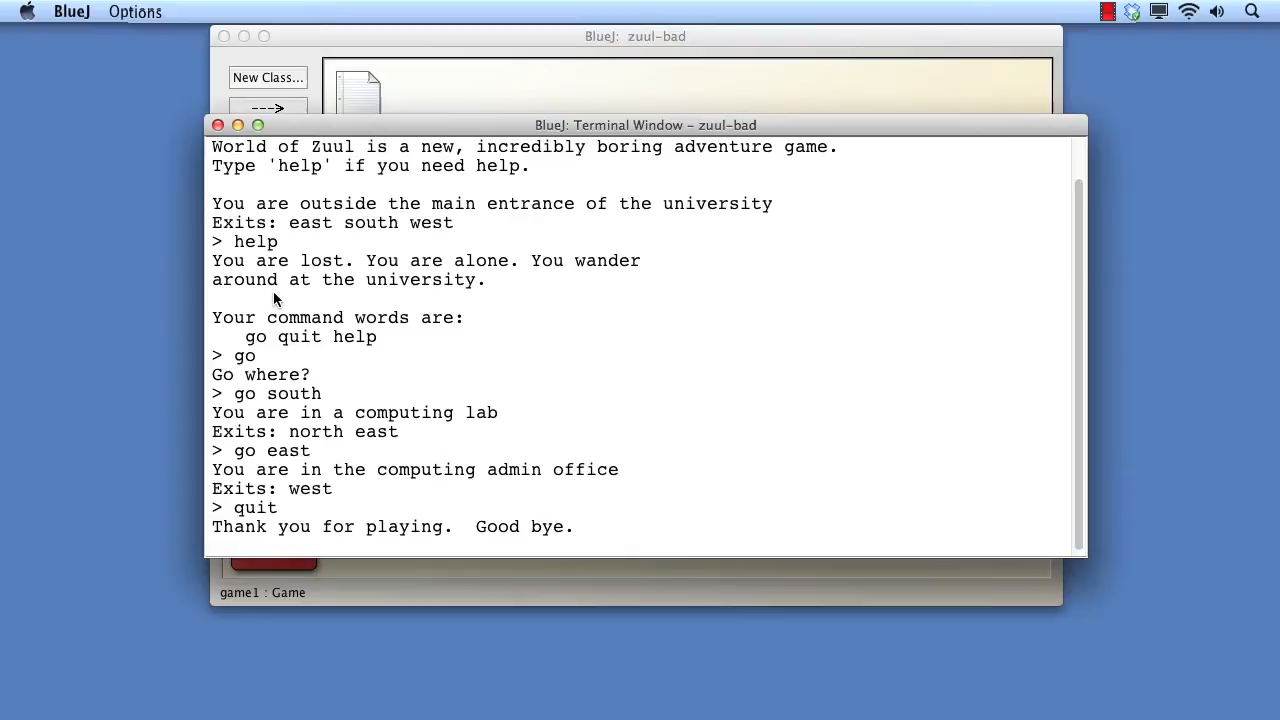 BlueJ Options
BlueJ: zuul-bad
New Class...
--->
BlueJ: Terminal Window - zuul-bad
World of Zuul is a new, incredibly boring adventure game.
Type 'help' if you need help.
You are outside the main entrance of the university
Exits: east south west
> help
You are lost. You are alone. You wander
around at the university.
Your command words are:
go quit help
> go
Go where?
> go south
You are in a computing lab
Exits: north east
> go east
You are in the computing admin office
Exits: west
> quit
Thank you for playing.  Good bye.
game1 : Game